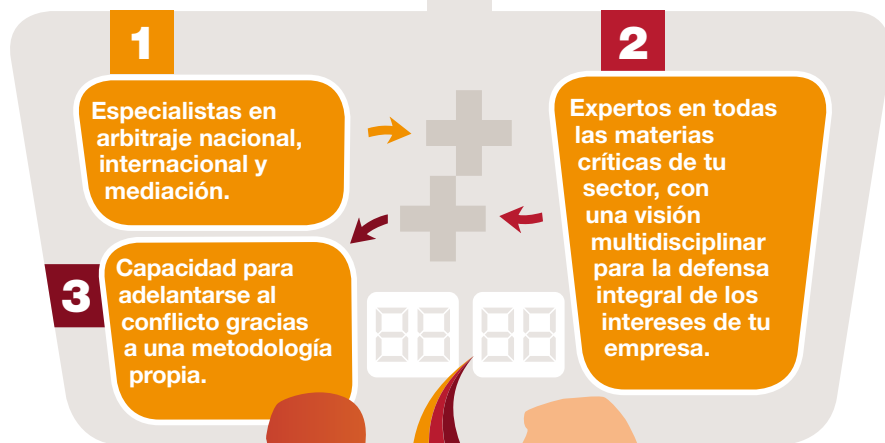 1
Especialistas en
arbitraje nacional,
internacional y
mediación.
2
Expertos en todas
las materias
críticas de tu
sector, con
una visión
multidisciplinar
para la defensa
integral de los
intereses de tu
empresa.
3
Capacidad para
adelantarse al
conflicto gracias
a una metodología
propia.